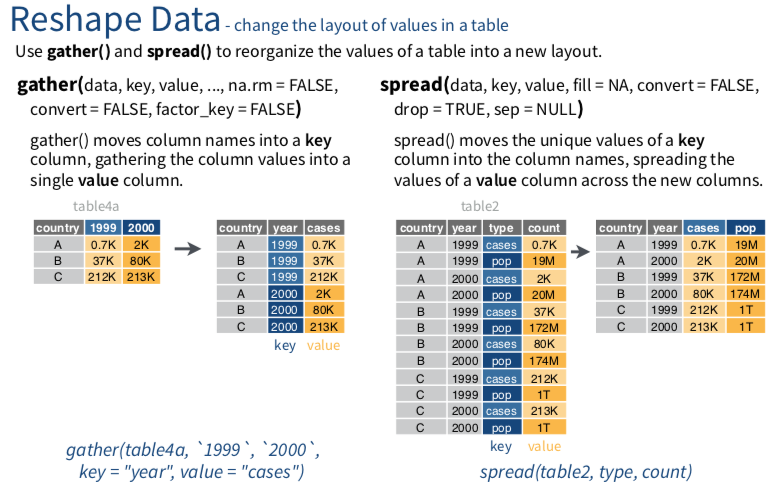 Reshape Data - change the layout of values in a table
Use gather() and spread() to reorganize the values of a table into a new layout.
gather(data, key, value, ..., na.rm = FALSE,
convert = FALSE, factor_key = FALSE)
gather() moves column names into a key
column, gathering the column values into a
single value column.
table4a
country 1999 2000
A 0.7K 2K
B 37K 80K
C 212K 213K
country year cases
A 1999 0.7K
B 1999 37K
C 1999 212K
A 2000 2K
B 2000 80K
C 2000 213K
key value
gather(table4a, `1999`, `2000`,
key = "year", value = "cases")
spread(data, key, value, fill = NA, convert = FALSE,
drop = TRUE, sep = NULL)
spread() moves the unique values of a key
column into the column names, spreading the
values of a value column across the new columns.
table2
country year type count
A 1999 cases 0.7K
A 1999 pop 19M
A 2000 cases 2K
A 2000 pop 20M
B 1999 cases 37K
B 1999 pop 172M
B 2000 cases 80K
B 2000 pop 174M
C 1999 cases 212K
C 1999 pop 1T
C 2000 cases 213K
C 2000 pop 1T
key value
country year cases pop
A 1999 0.7K 19M
A 2000 2K 20M
B 1999 37K 172M
B 2000 80K 174M
C 1999 212K 1T
C 2000 213K 1T
spread(table2, type, count)